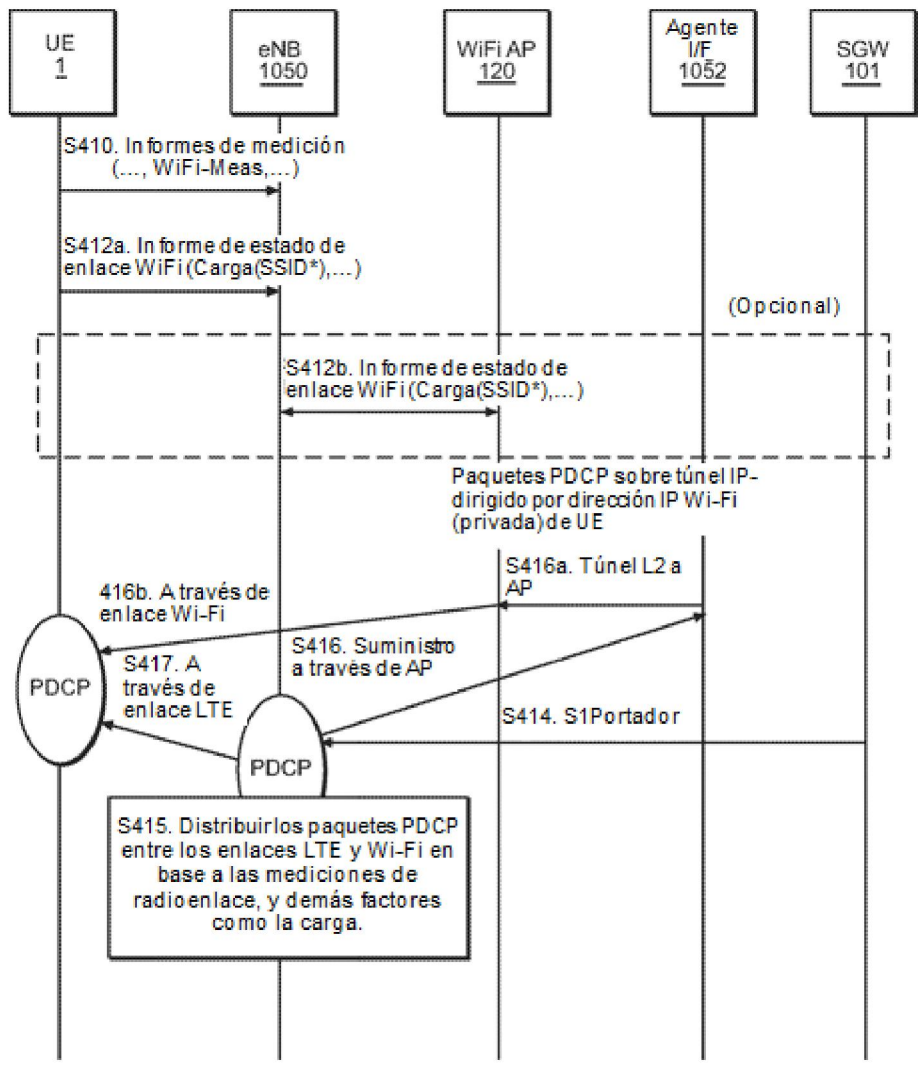 UE
1
eNB
1050
WiFi AP
120
Agente
I/F
1052
SGW
101
S410. Informes de medición
(..., WiFi-Meas,...)
S412a. Informe de estado de
enlace WiFi (Carga(SSID*),...)
(Opcional)
S412b. Informe de estado de
enlace WiFi (Carga(SSID*),...)
Paquetes PDCP sobre túnel IP-
dirigido por dirección IP Wi-Fi
(privada) de UE
S416a. Túnel L2 a
AP
416b. A través de
enlace Wi-Fi
S416. Suministro
a través de AP
S417. A
través de
enlace LTE
PDCP
S414. S1Portador
PDCP
S415. Distribuirlos paquetes PDCP
entre los enlaces LTE y Wi-Fi en
base a las mediciones de
radioenlace, y demás factores
como la carga.